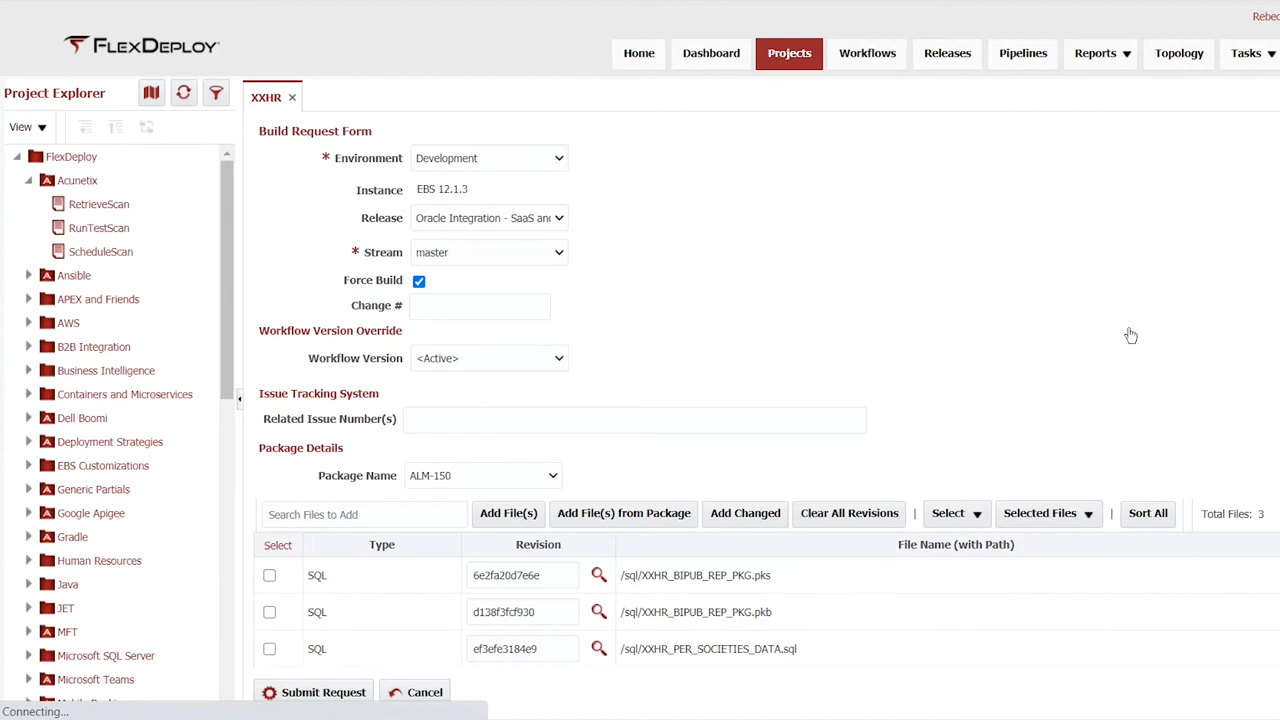 Rebec
FLEXDEPLOY
Home Dashboard Projects Workflows Releases Pipelines Reports Topology Tasks
Project Explorer
View
FlexDeploy
Acunetix
RetrieveScan
RunTestScan
ScheduleScan
Ansible
APEX and Friends
AWS
B2B Integration
Business Intelligence
Containers and Microservices
Dell Boomi
Deployment Strategies
EBS Customizations
Generic Partials
Google Apigee
Gradle
Human Resources
Java
JET
MFT
Microsoft SQL Server
Microsoft Teams
XXHR
Build Request Form
* Environment Development
Instance EBS 12.1.3
Release Oracle Integration - SaaS and
* Stream master
Force Build
Change #
Workflow Version Override
Workflow Version <Active>
Issue Tracking System
Related Issue Number(s)
Package Details
Package Name ALM-150
Search Files to Add Add File(s) Add File(s) from Package Add Changed Clear All Revisions | Select Selected Files | Sort All Total Files: 3
Select Type Revision File Name (with Path)
SQL 6e2fa20d7e6e /sql/XXHR_BIPUB_REP_PKG.pks
SQL d138f3fcf930 /sql/XXHR_BIPUB_REP_PKG.pkb
SQL ef3efe3184e9 /sql/XXHR_PER_SOCIETIES_DATA.sql
Submit Request Cancel
Connecting...